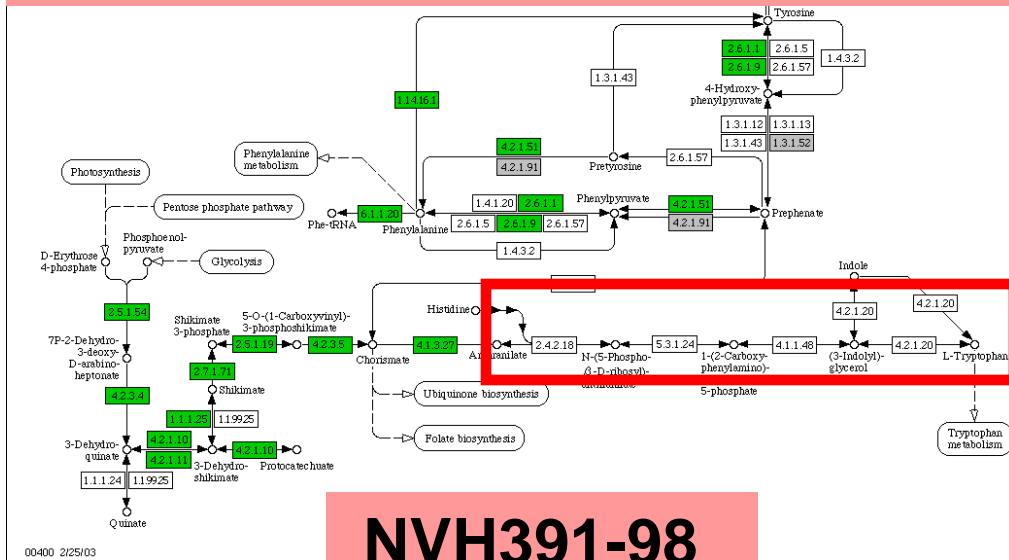 Tyrosine
2.6.1.1 2.6.1.5
2.6.1.9 2.6.1.57
1.4.3.2
1.3.1.43
4-Hydroxy-
phenylpyruvate
1.14.16.1
1.3.1.12 1.3.1.13
1.3.1.43 1.3.1.52
4.2.1.51
4.2.1.91
Pretyrosine
2.6.1.57
Phenylalanine
metabolism
Photosynthesis
Pentose phosphate pathway
Phe-tRNA
6.1.1.20
Phenylalanine
1.4.1.20 2.6.1.1
2.6.1.5 2.6.1.9 2.6.1.57
1.4.3.2
Phenylpyruvate
4.2.1.51
4.2.1.91
Prephenate
Phosphoenol-
pyruvate
D-Erythrose
4-phosphate
Glycolysis
Indole
4.2.1.20
4.2.1.20
2.5.1.54
Shikimate
3-phosphate
5-O-(1-Carboxyvinyl)-
3-phosphoshikimate
Histidine
7P-2-Dehydro-
3-deoxy-
D-arabino-
heptonate
2.5.1.19
4.2.3.5
Chorismate
4.1.3.27
Anthranilate
2.4.2.18
N-(5-Phospho-
5.3.1.24
1-(2-Carboxy-
phenylamino)-
5-phosphate
4.1.1.48
(3-Indolyl)-
glycerol
4.2.1.20
L-Tryptophan
2.7.1.71
Shikimate
4.2.3.4
1.1.1.25 1.1.9925
Ubiquinone biosynthesis
Folate biosynthesis
Tryptophan
metabolism
3-Dehydro-
quinate
4.2.1.10
4.2.1.11
3-Dehydro-
shikimate
4.2.1.10
Protocatechuate
1.1.1.24 1.1.9925
Quinate
NVH391-98
00400 2/25/03